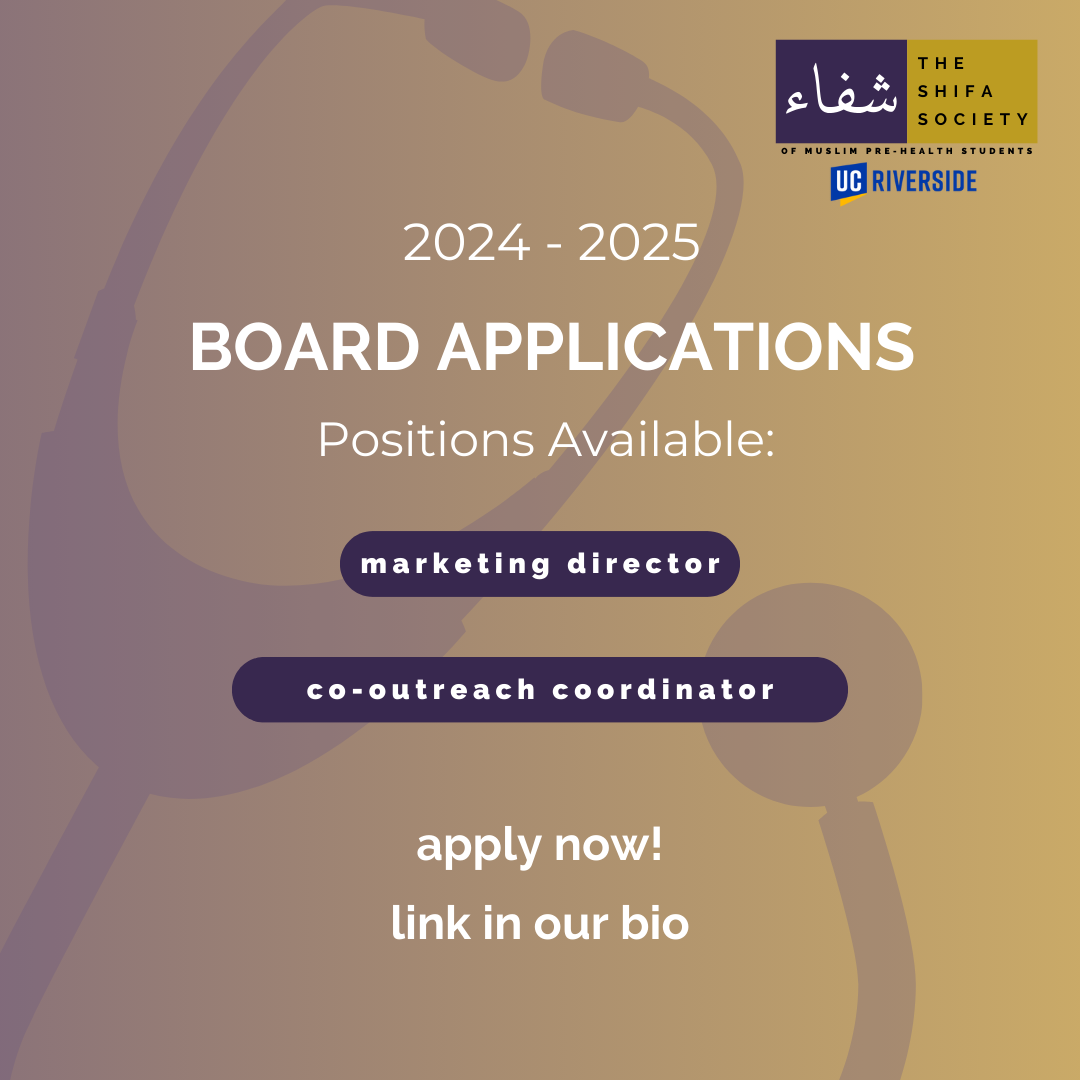 شفاء
THE
SHIFA
SOCIETY
OF MUSLIM PRE-HEALTH STUDENTS
UC RIVERSIDE
2024 - 2025
BOARD APPLICATIONS
Positions Available:
marketing director
co-outreach coordinator
apply now!
link in our bio